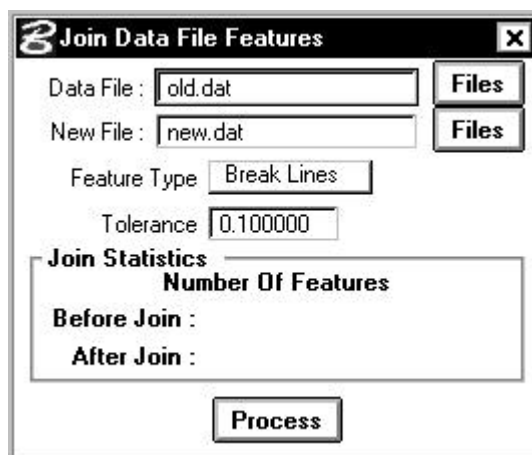 Join Data File Features
Data File : old.dat Files
New File : new.dat Files
Feature Type Break Lines
Tolerance 0.100000
Join Statistics
Number Of Features
Before Join :
After Join :
Process